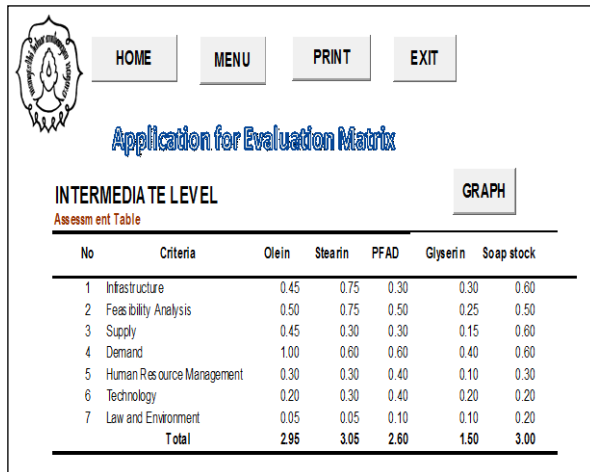 HOME MENU PRINT EXIT
Application for Evaluation Matrix
INTERMEDIATE LEVEL
GRAPH
Assessment Table
No Criteria Olein Stearin PFAD Glyserin Soap stock
1 Infrastructure 0.45 0.75 0.30 0.30 0.60
2 Feasibility Analysis 0.50 0.75 0.50 0.25 0.50
3 Supply 0.45 0.30 0.30 0.15 0.60
4 Demand 1.00 0.60 0.60 0.40 0.60
5 Human Resource Management 0.30 0.30 0.40 0.10 0.30
6 Technology 0.20 0.30 0.40 0.20 0.20
7 Law and Environment 0.05 0.05 0.10 0.10 0.20
Total 2.95 3.05 2.60 1.50 3.00